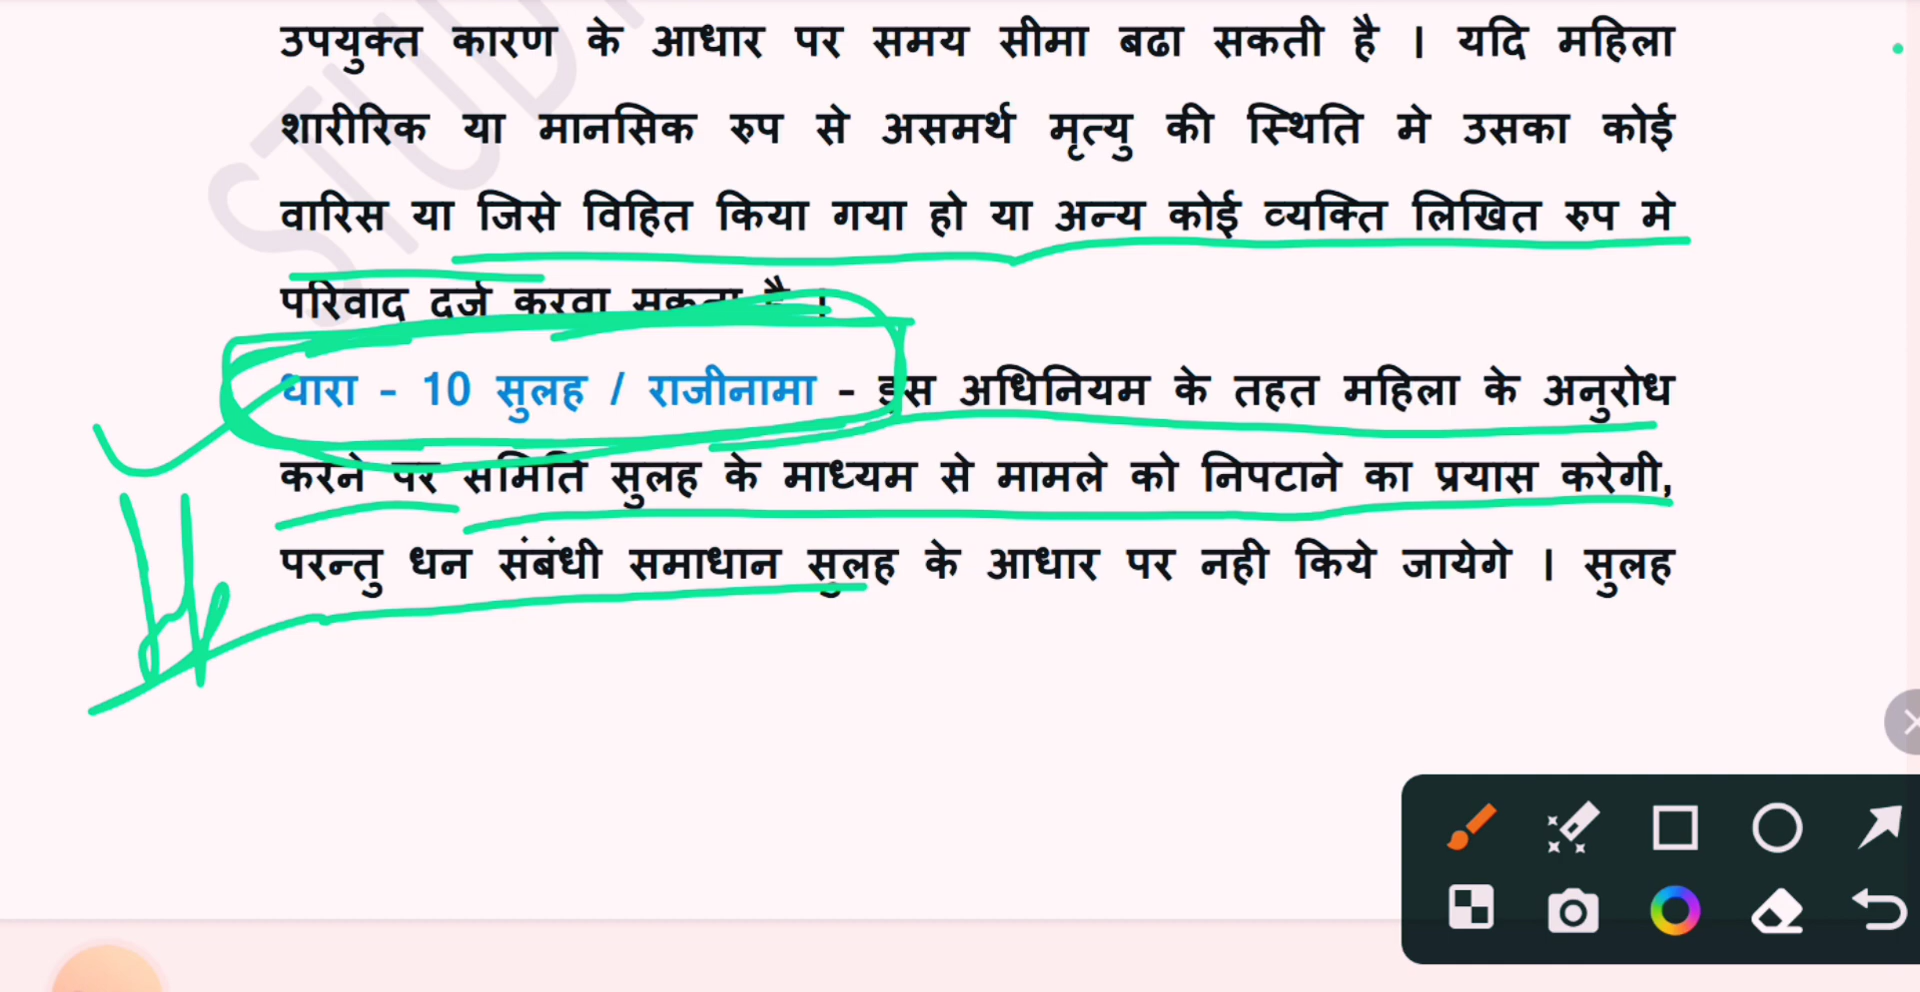 STUD
उपयुक्त कारण के आधार पर समय सीमा बढा सकती है । यदि महिला
शारीरिक या मानसिक रुप से असमर्थ मृत्यु की स्थिति मे उसका कोई
वारिस या जिसे विहित किया गया हो या अन्य कोई व्यक्ति लिखित रुप मे
परिवाद दर्ज करवा सकता है ।
धारा - 10 सुलह / राजीनामा - इस अधिनियम के तहत महिला के अनुरोध
करने पर समिति सुलह के माध्यम से मामले को निपटाने का प्रयास करेगी,
परन्तु धन संबंधी समाधान सुलह के आधार पर नही किये जायेगे । सुलह